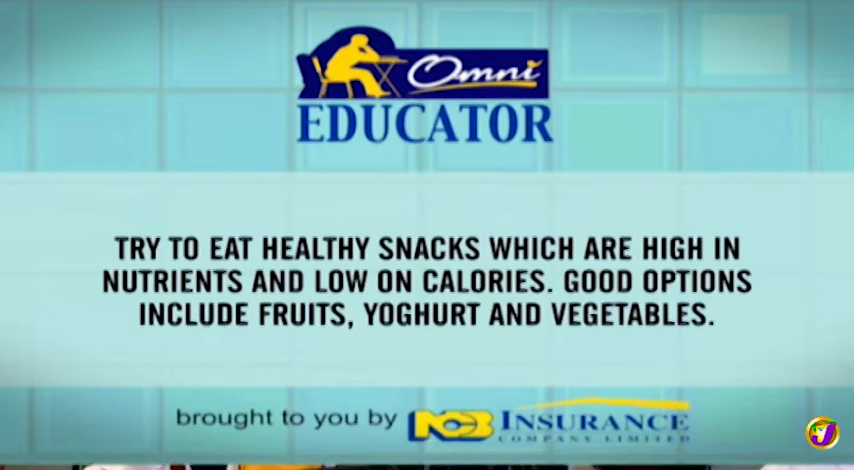 Omni
EDUCATOR
TRY TO EAT HEALTHY SNACKS WHICH ARE HIGH IN
NUTRIENTS AND LOW ON CALORIES. GOOD OPTIONS
INCLUDE FRUITS, YOGHURT AND VEGETABLES.
brought to you by NCB INSURANCE
COMPANY LIMITED